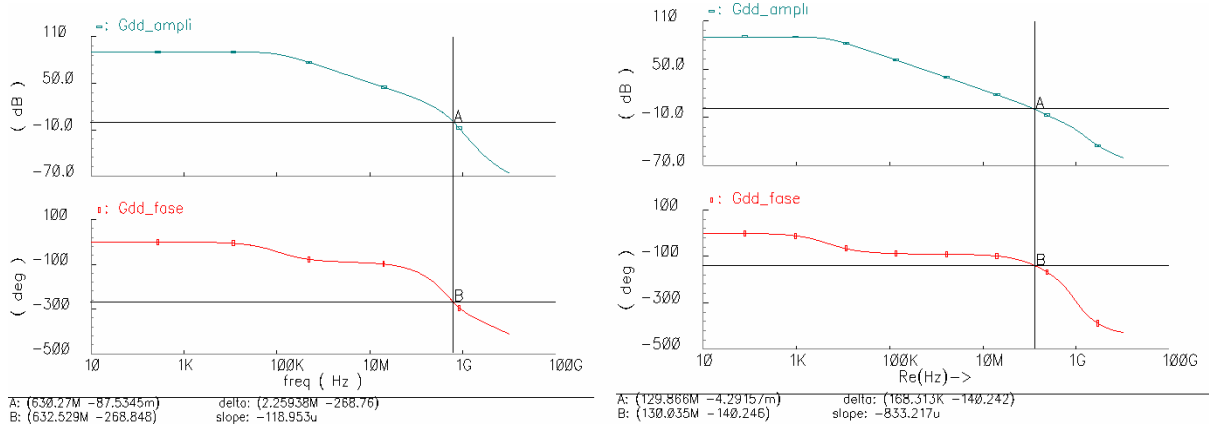 : Gdd_ampli
110
50.0
-10.0
-70.0
( dB )
A
: Gdd_fase
100
-100
-300
-500
( deg )
B
10 1K 100K 10M 1G 100G
freq ( Hz )
A: (630.27M -87.5345m) delta: (2.25938M -268.76)
B: (632.529M -268.848) slope: -118.953u
: Gdd_ampli
110
50.0
-10.0
-70.0
( dB )
A
: Gdd_fase
100
-100
-300
-500
( deg )
B
10 1K 100K 10M 1G 100G
Re(Hz)->
A: (129.866M -4.29157m) delta: (168.313K -140.242)
B: (130.035M -140.246) slope: -833.217u